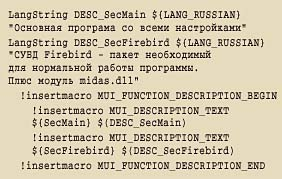 LangString DESC_SecMain ${LANG_RUSSIAN}
"Основная програма со всеми настройками"
LangString DESC_SecFirebird ${LANG_RUSSIAN}
"СУБД Firebird - пакет необходимый
для нормальной работы программы.
Плюс модуль midas.dll"
!insertmacro MUI_FUNCTION_DESCRIPTION_BEGIN
!insertmacro MUI_DESCRIPTION_TEXT
${SecMain} $(DESC_SecMain)
!insertmacro MUI_DESCRIPTION_TEXT
${SecFirebird} $(DESC_SecFirebird)
!insertmacro MUI_FUNCTION_DESCRIPTION_END